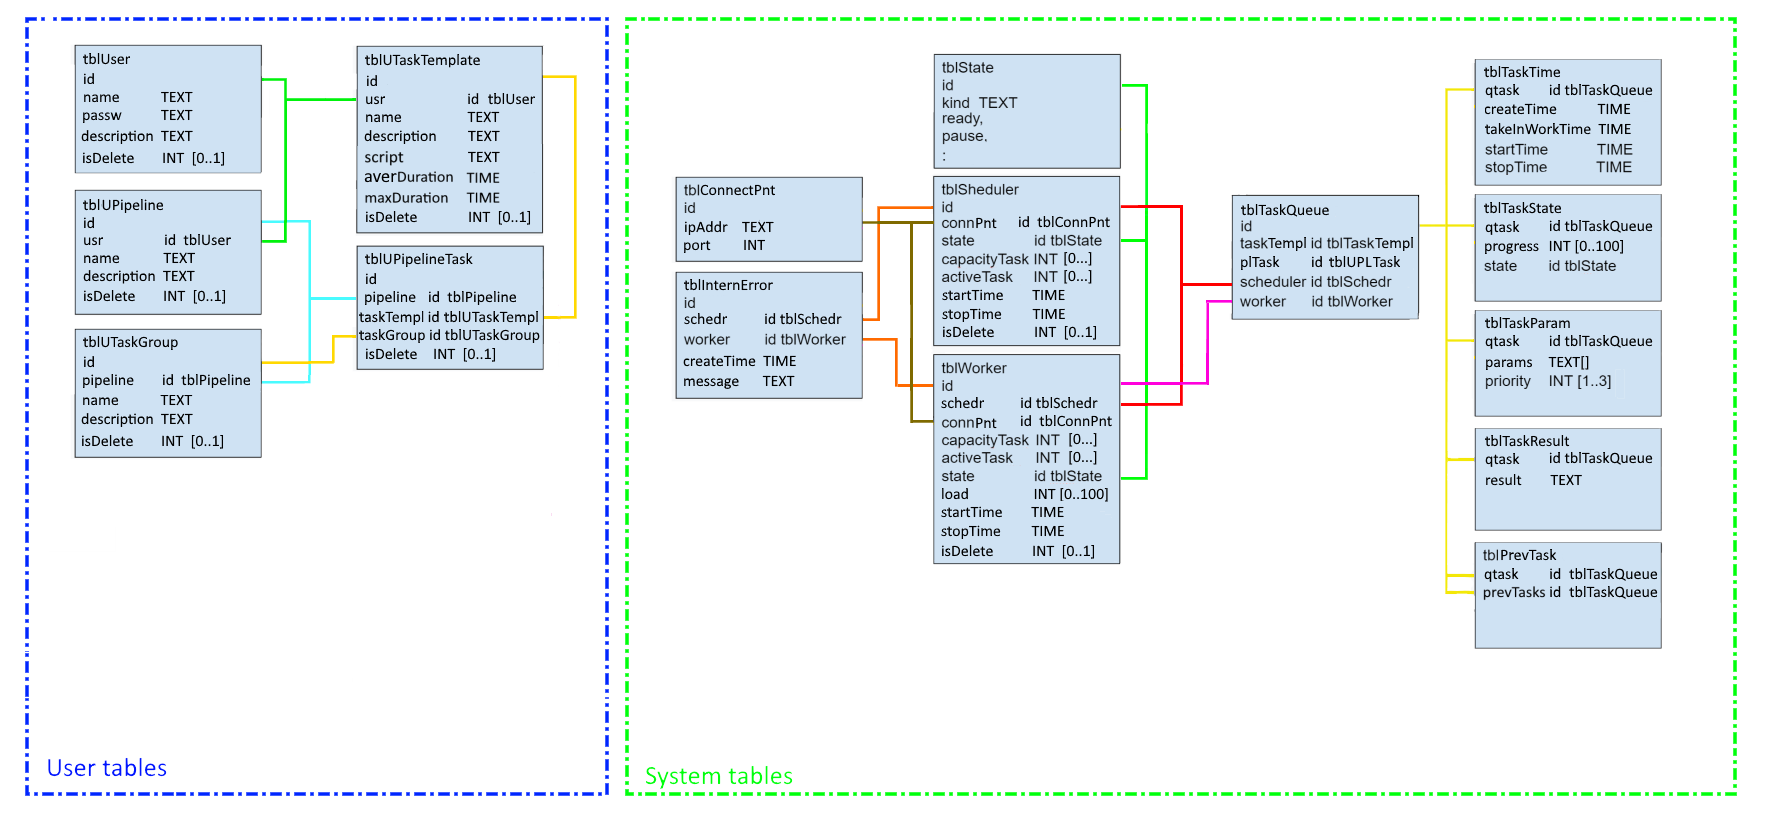 tblUser
id
name TEXT
passw TEXT
description TEXT
isDelete INT [0..1]
tblUPipeline
id
usr id tblUser
name TEXT
description TEXT
isDelete INT [0..1]
tblUTaskGroup
id
pipeline id tblPipeline
name TEXT
description TEXT
isDelete INT [0..1]
tblUTaskTemplate
id
usr id tblUser
name TEXT
description TEXT
script TEXT
averDuration TIME
maxDuration TIME
isDelete INT [0..1]
tblUPipelineTask
id
pipeline id tblPipeline
taskTempl id tblUTaskTempl
taskGroup id tblUTaskGroup
isDelete INT [0..1]
User tables
tblConnectPnt
id
ipAddr TEXT
port INT
tblInternError
id
schedr id tblSchedr
worker id tblWorker
createTime TIME
message TEXT
tblState
id
kind TEXT
ready,
pause,
:
tblSheduler
id
connPnt id tblConnPnt
state id tblState
capacityTask INT [0...]
activeTask INT [0...]
startTime TIME
stopTime TIME
isDelete INT [0..1]
tblWorker
id
schedr id tblSchedr
connPnt id tblConnPnt
capacityTask INT [0...]
activeTask INT [0...]
state id tblState
load INT [0..100]
startTime TIME
stopTime TIME
isDelete INT [0..1]
tblTaskQueue
id
taskTempl id tblTaskTempl
plTask id tblUPLTask
scheduler id tblSchedr
worker id tblWorker
tblTaskTime
qtask id tblTaskQueue
createTime TIME
takeInWorkTime TIME
startTime TIME
stopTime TIME
tblTaskState
qtask id tblTaskQueue
progress INT [0..100]
state id tblState
tblTaskParam
qtask id tblTaskQueue
params TEXT[]
priority INT [1..3]
tblTaskResult
qtask id tblTaskQueue
result TEXT
tblPrevTask
qtask id tblTaskQueue
prevTasks id tblTaskQueue
System tables